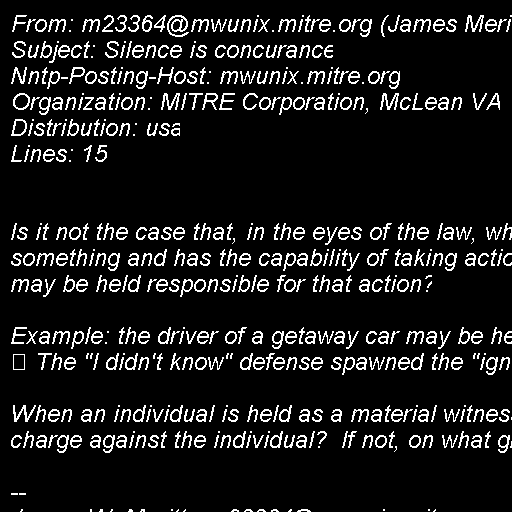 From: m23364@mwunix.mitre.org (James Meri
Subject: Silence is concurance
Nntp-Posting-Host: mwunix.mitre.org
Organization: MITRE Corporation, McLean VA
Distribution: usa
Lines: 15
Is it not the case that, in the eyes of the law, wh
something and has the capability of taking actio
may be held responsible for that action?
Example: the driver of a getaway car may be he
The "I didn't know" defense spawned the "ign
When an individual is held as a material witnes
charge against the individual?  If not, on what g
--